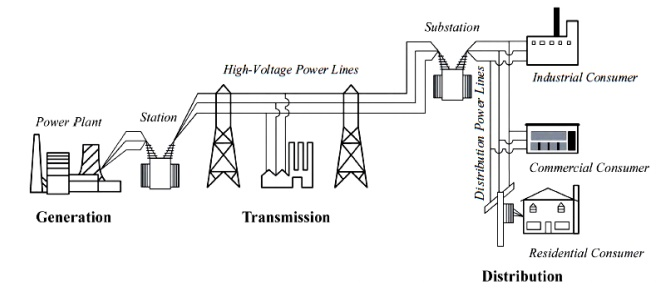 Substation
High-Voltage Power Lines
Industrial Consumer
Power Plant
Station
Distribution Power Lines
Commercial Consumer
Generation
Transmission
Residential Consumer
Distribution